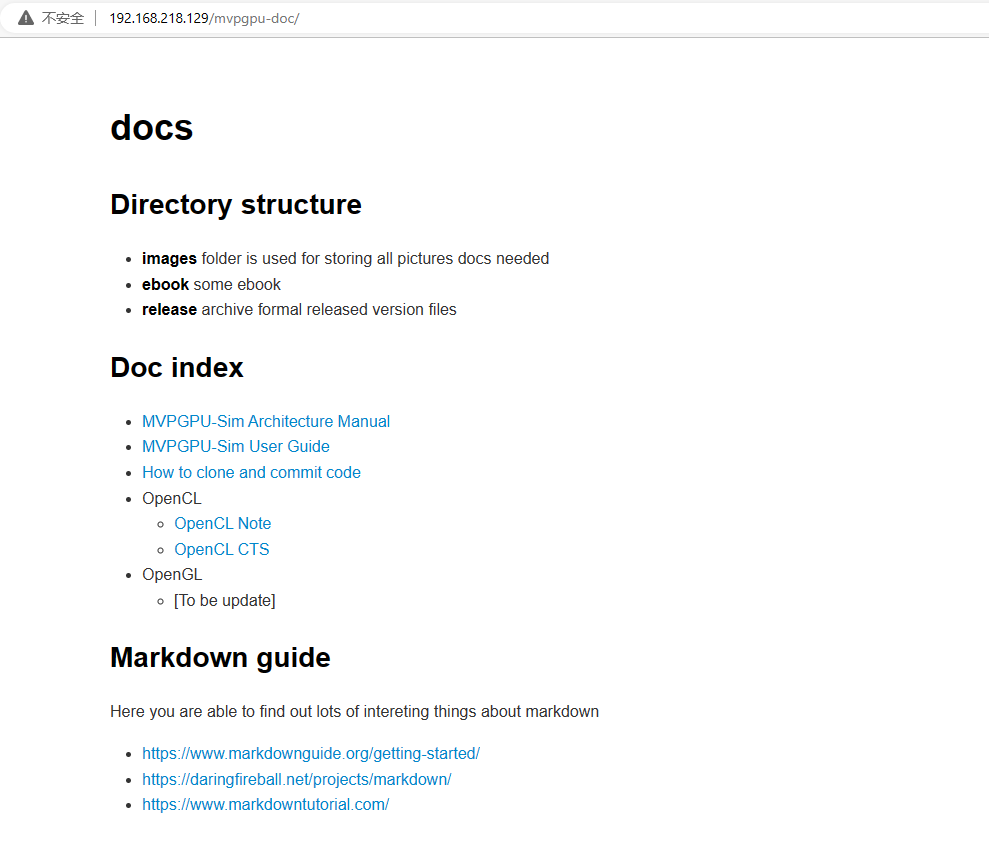 不安全 192.168.218.129/mvpgpu-doc/
docs
Directory structure
images folder is used for storing all pictures docs needed
ebook some ebook
release archive formal released version files
Doc index
MVPGPU-Sim Architecture Manual
MVPGPU-Sim User Guide
How to clone and commit code
OpenCL
OpenCL Note
OpenCL CTS
OpenGL
[To be update]
Markdown guide
Here you are able to find out lots of intereting things about markdown
https://www.markdownguide.org/getting-started/
https://daringfireball.net/projects/markdown/
https://www.markdowntutorial.com/